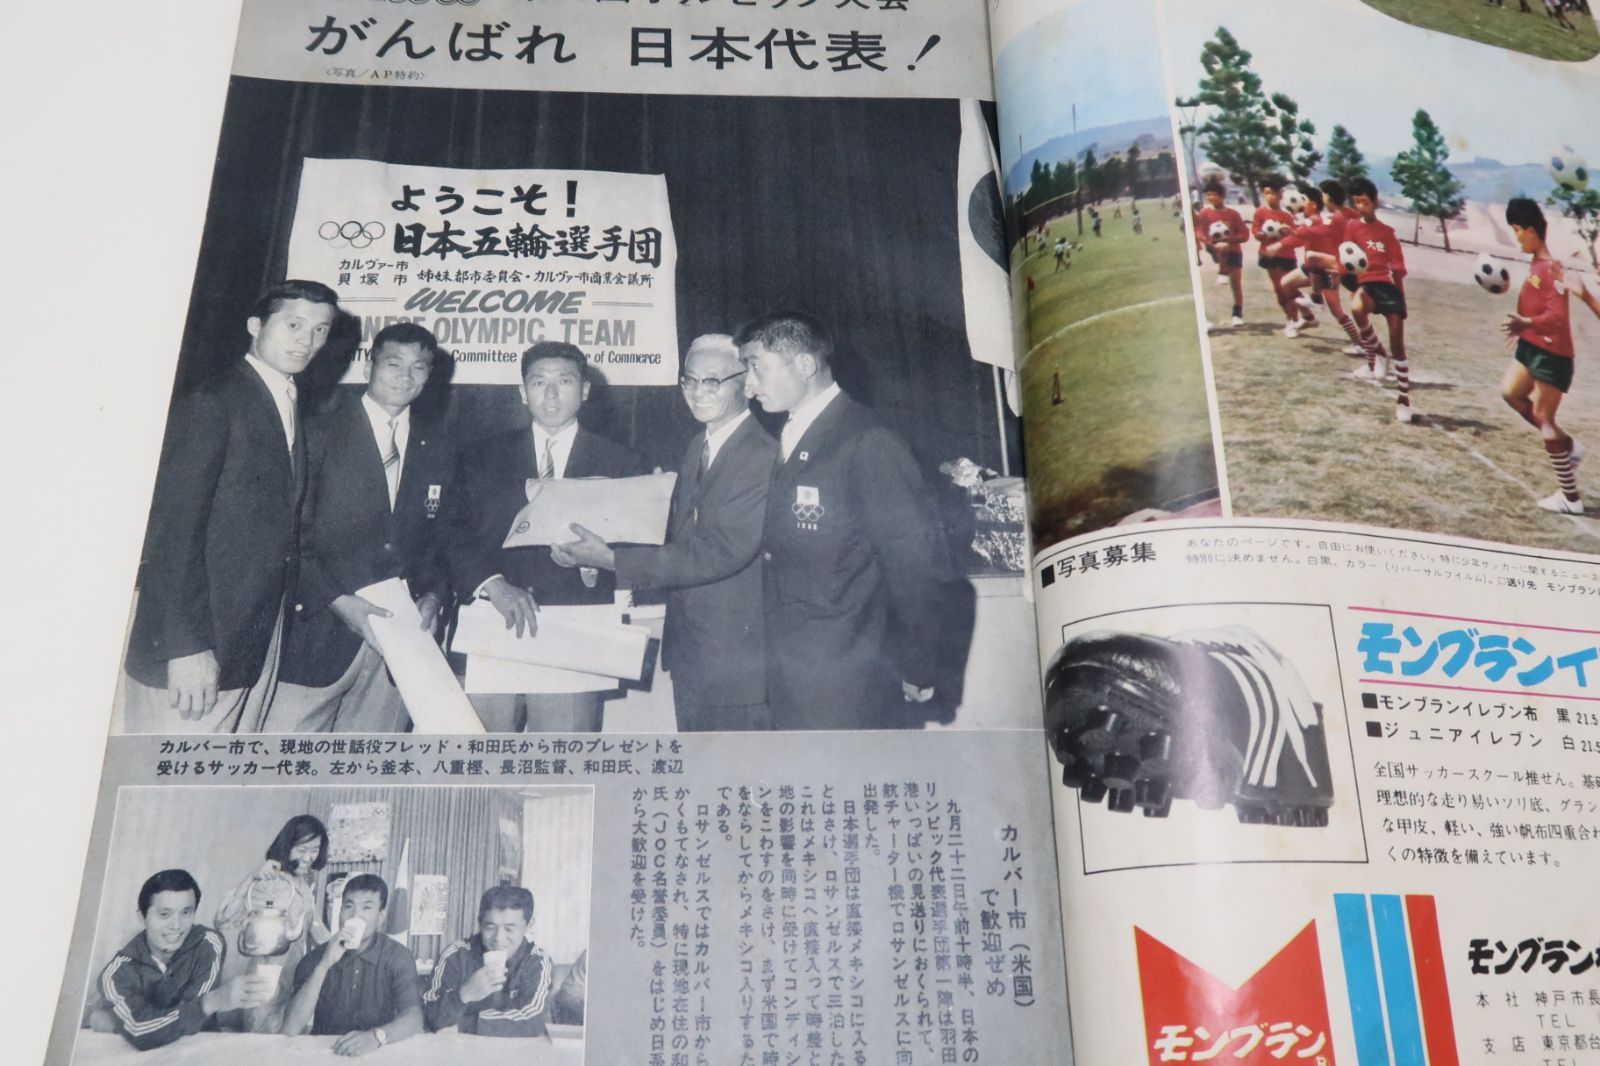 がんばれ 日本代表!
〈写真/AP特約〉
ようこそ!
日本五輪選手団
カルヴァー市
貝塚市
姉妹都市委員会・カルヴァー市商業会議所
WELCOME
OLYMPIC TEAM
Committee
of Commerce
1968
カルバー市で、現地の世話役フレッド・和田氏から市のプレゼントを
受けるサッカー代表。左から釜本、八重樫、長沼監督、和田氏、渡辺
カルバー市(米国)
で歓迎ぜめ
九月二十二日午前十時半、日本の
リンピック代表選手団第一陣は羽田
港いっぱいの見送りにおくられて、
航チャーター機でロサンゼルスに向
出発した。
日本選手団は直接メキシコに入る
とはさけ、ロサンゼルスで三泊した
これはメキシコへ直接入って時差と
地の影響を同時に受けてコンディシ
ンをこわすのをさけ、まず米国で時
をならしてからメキシコ入りするた
である。
ロサンゼルスではカルバー市から
かくもてなされ、特に現地在住の和
氏(JOC名誉委員)をはじめ日系
から大歓迎を受けた。
■写真募集
あなたのページです。自由にお使いください。特に少年サッカーに関するニュース
特別に決めません。白黒、カラー(リバーサルフイルム)。□送り先 モンブラン
モンブランイ
■モンブランイレブン布 黒 21.5
■ジュニアイレブン 白 21.5
全国サッカースクール推せん。基礎
理想的な走り易いソリ底、グラン
な甲皮、軽い、強い帆布四重合わ
くの特徴を備えています。
モンブラン
モンブラン
本社 神戸市長
TEL
支店 東京都台
TEL